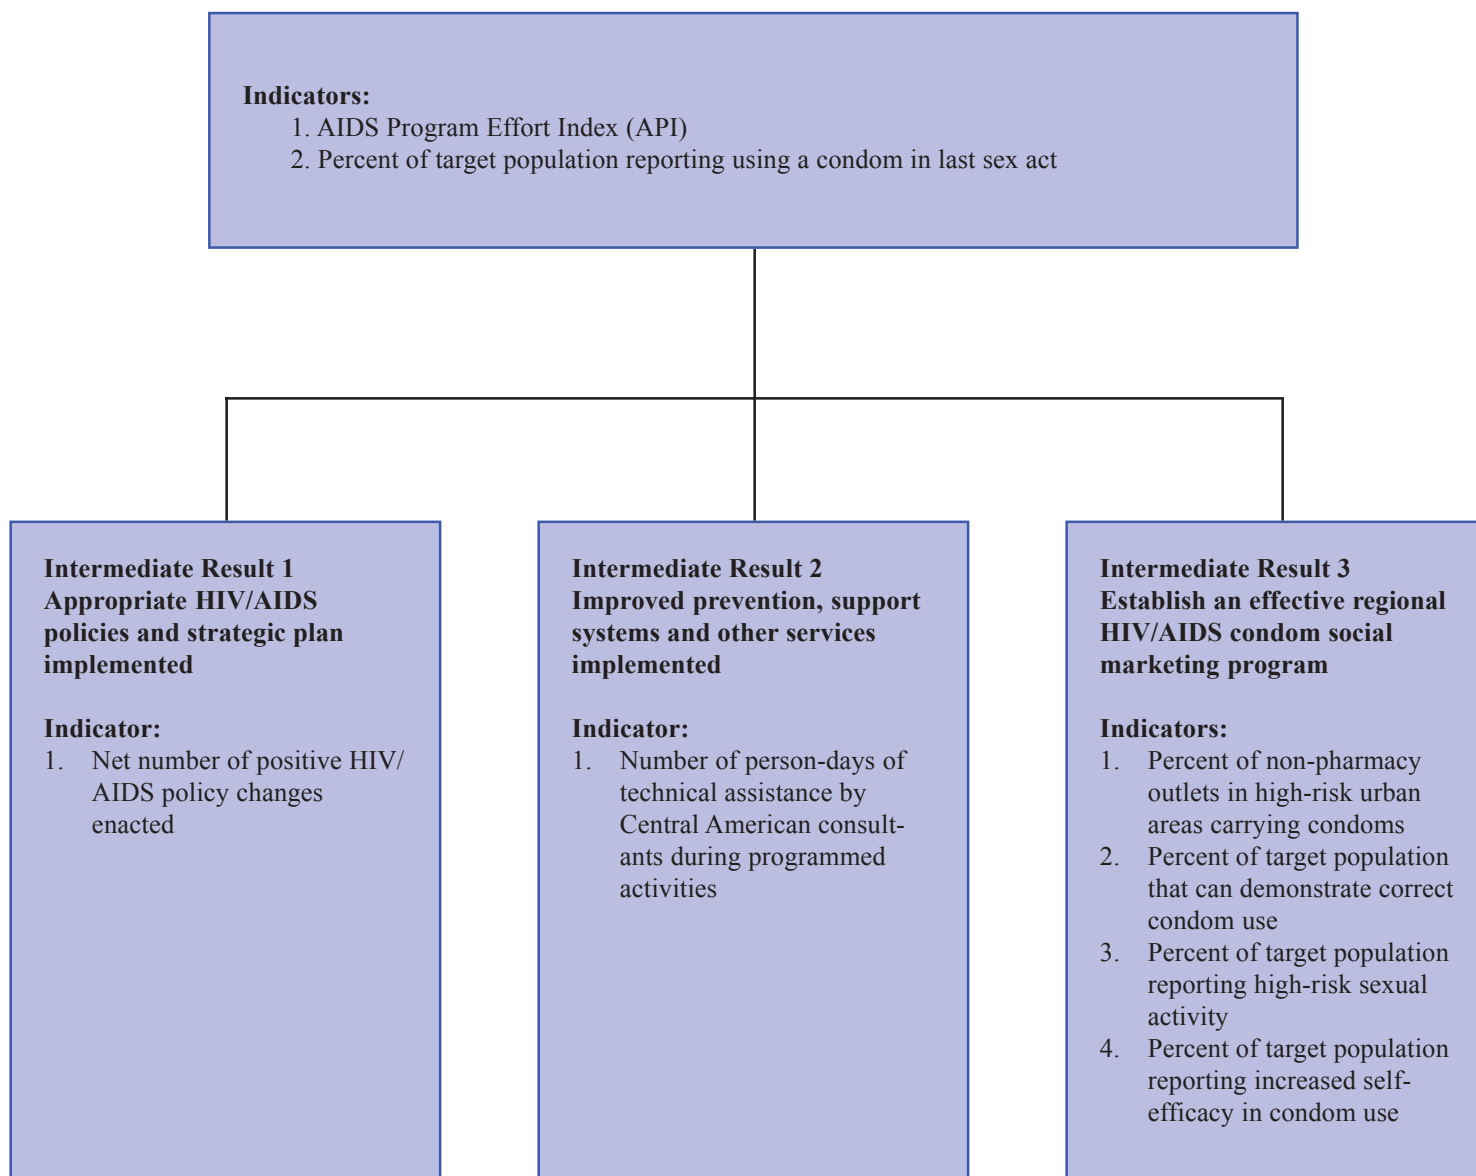 Indicators:
1. AIDS Program Effort Index (API)
2. Percent of target population reporting using a condom in last sex act
Intermediate Result 1
Appropriate HIV/AIDS
policies and strategic plan
implemented
Indicator:
1. Net number of positive HIV/
AIDS policy changes
enacted
Intermediate Result 2
Improved prevention, support
systems and other services
implemented
Indicator:
1. Number of person-days of
technical assistance by
Central American consult-
ants during programmed
activities
Intermediate Result 3
Establish an effective regional
HIV/AIDS condom social
marketing program
Indicators:
1. Percent of non-pharmacy
outlets in high-risk urban
areas carrying condoms
2. Percent of target population
that can demonstrate correct
condom use
3. Percent of target population
reporting high-risk sexual
activity
4. Percent of target population
reporting increased self-
efficacy in condom use